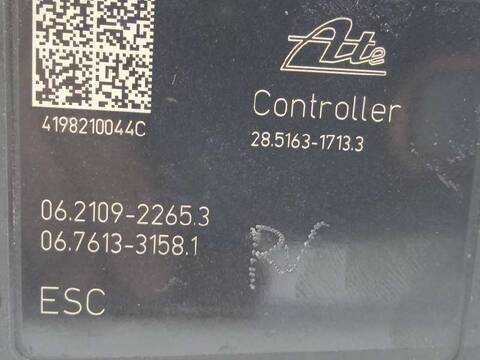 Ate
Controller
28.5163-1713.3
4198210044C
06.2109-2265.3
06.7613-3158.1
ESC